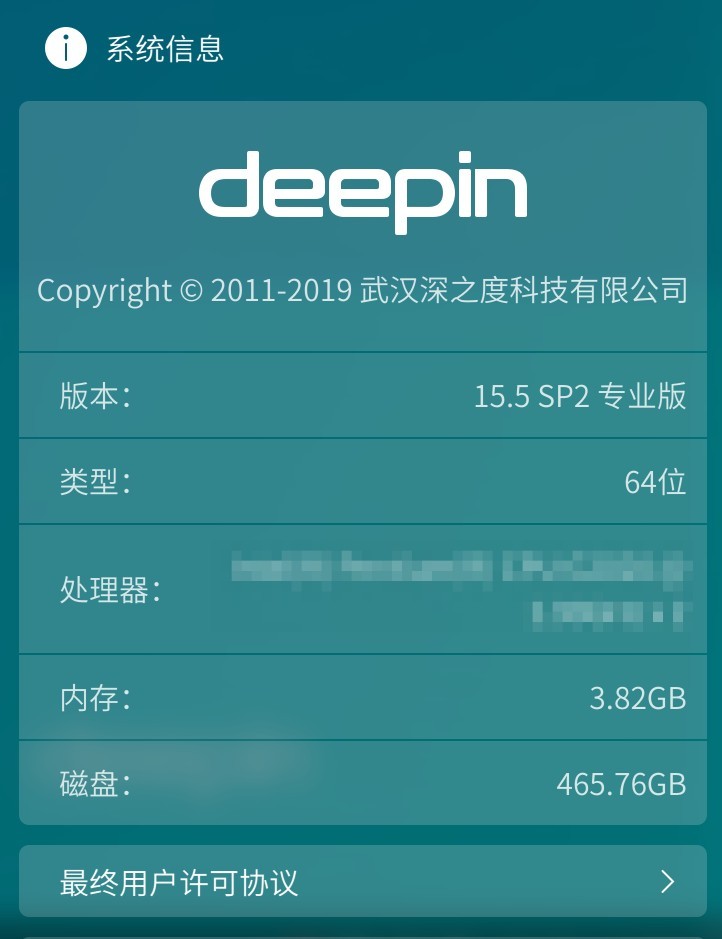 系统信息
deepin
Copyright © 2011-2019 武汉深之度科技有限公司
版本： 15.5 SP2 专业版
类型： 64位
处理器：
内存： 3.82GB
磁盘： 465.76GB
最终用户许可协议